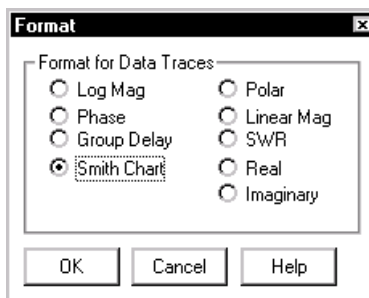 Format
Format for Data Traces
Log Mag
Phase
Group Delay
Smith Chart
Polar
Linear Mag
SWR
Real
Imaginary
OK
Cancel
Help